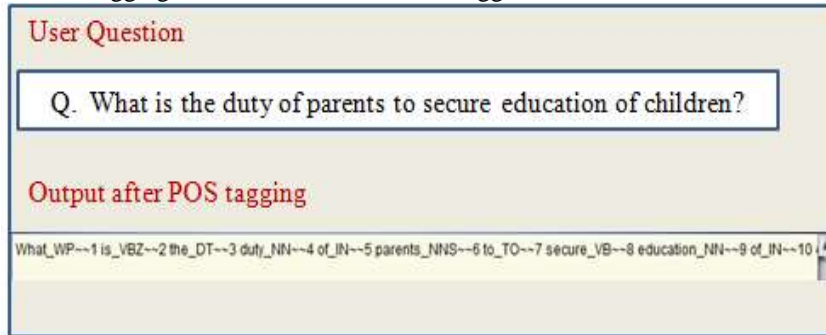 User Question
Q. What is the duty of parents to secure education of children?
Output after POS tagging
What_WP~~1 is_VBZ~~2 the_DT~~3 duty_NN~~4 of_IN~~5 parents_NNS~~6 to_TO~~7 secure_VB~~8 education_NN~~9 of_IN~~10